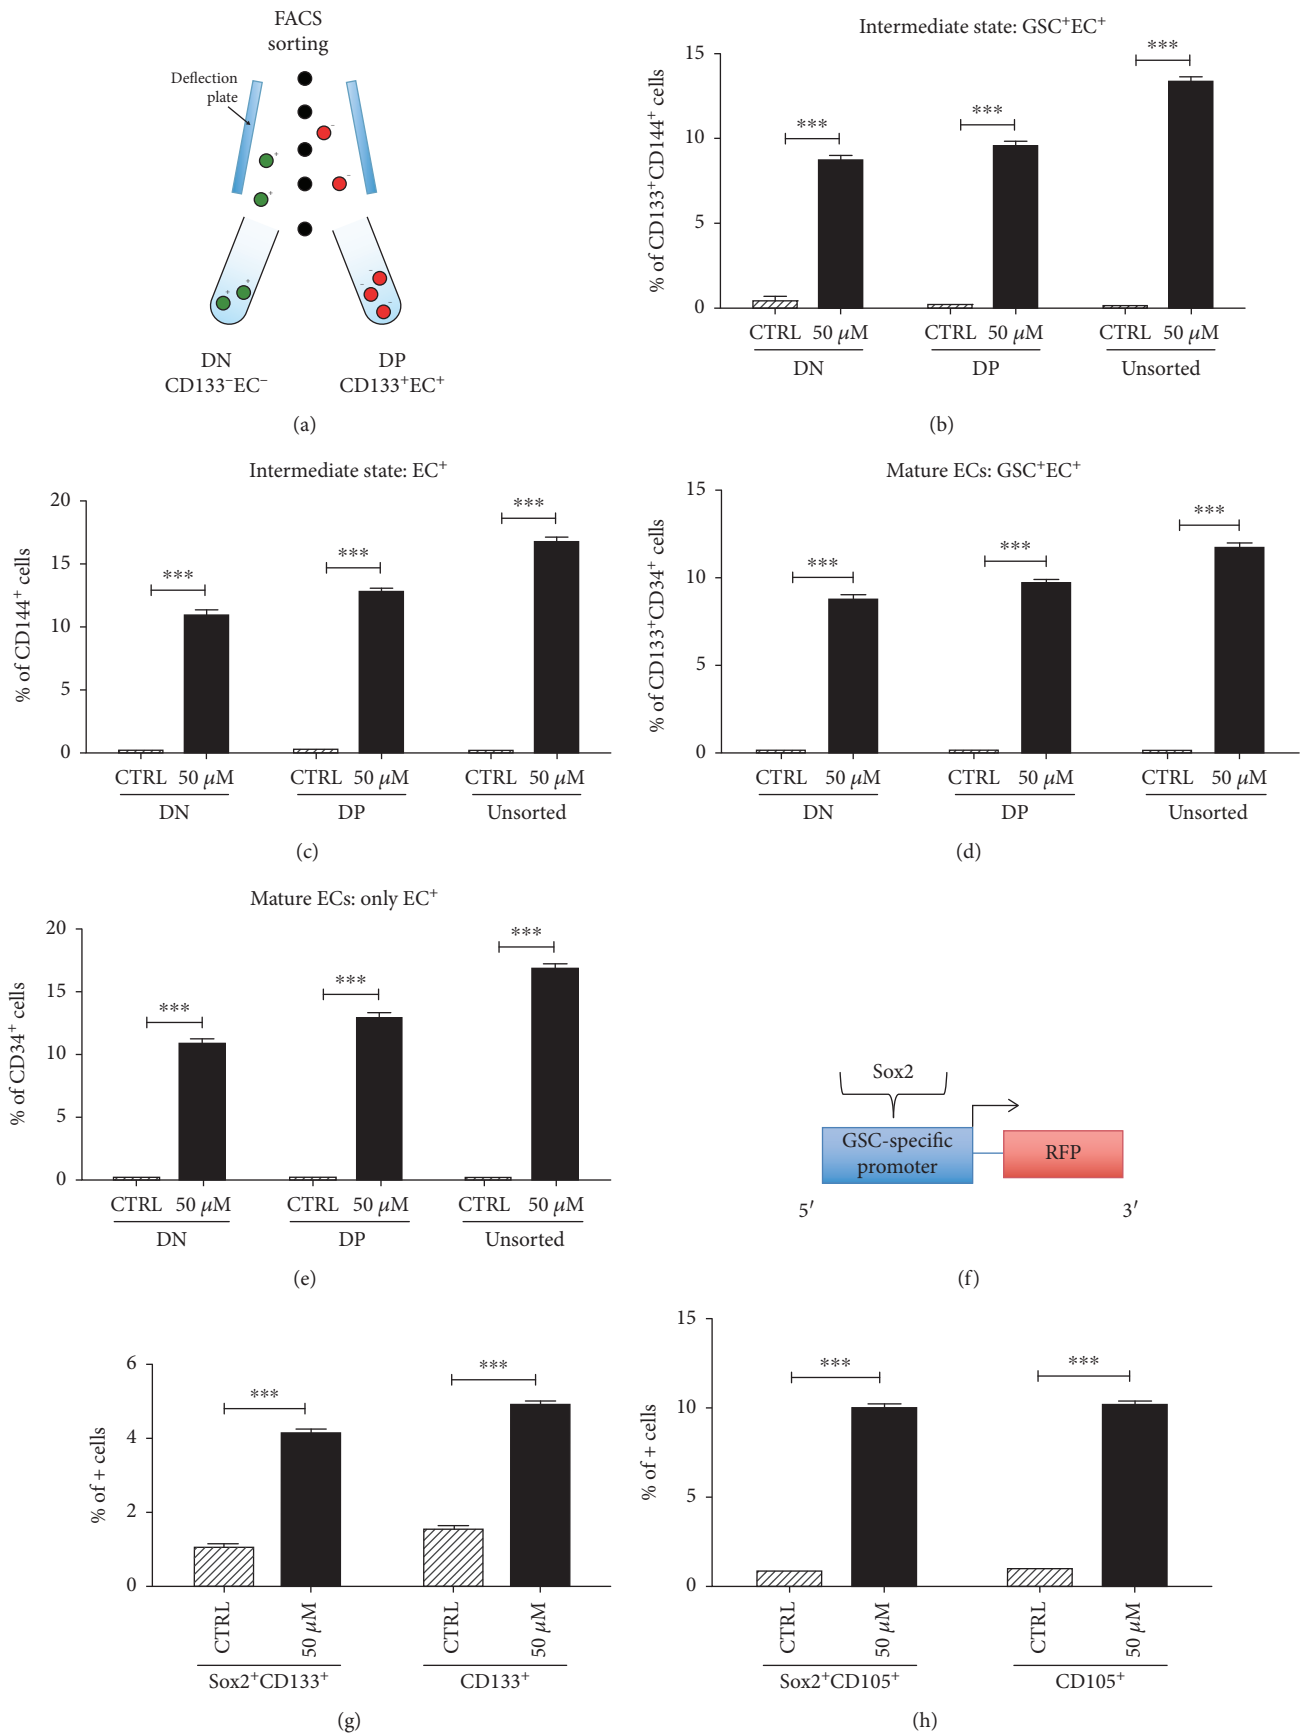 FACS
sorting
Deflection
plate
+
+
−
−
+
+
−
−
−
DN
CD133⁻EC⁻
DP
CD133⁺EC⁺
(a)
Intermediate state: GSC⁺EC⁺
% of CD133⁺CD144⁺ cells
15
10
5
0
***
***
***
CTRL 50 μM CTRL 50 μM CTRL 50 μM
DN DP Unsorted
(b)
Intermediate state: EC⁺
% of CD144⁺ cells
20
15
10
5
0
***
***
***
CTRL 50 μM CTRL 50 μM CTRL 50 μM
DN DP Unsorted
(c)
Mature ECs: GSC⁺EC⁺
% of CD133⁺CD34⁺ cells
15
10
5
0
***
***
***
CTRL 50 μM CTRL 50 μM CTRL 50 μM
DN DP Unsorted
(d)
Mature ECs: only EC⁺
% of CD34⁺ cells
20
15
10
5
0
***
***
***
CTRL 50 μM CTRL 50 μM CTRL 50 μM
DN DP Unsorted
(e)
Sox2
GSC-specific
promoter
RFP
5′ 3′
(f)
% of + cells
6
4
2
0
***
***
CTRL 50 μM CTRL 50 μM
Sox2⁺CD133⁺ CD133⁺
(g)
% of + cells
15
10
5
0
***
***
CTRL 50 μM CTRL 50 μM
Sox2⁺CD105⁺ CD105⁺
(h)